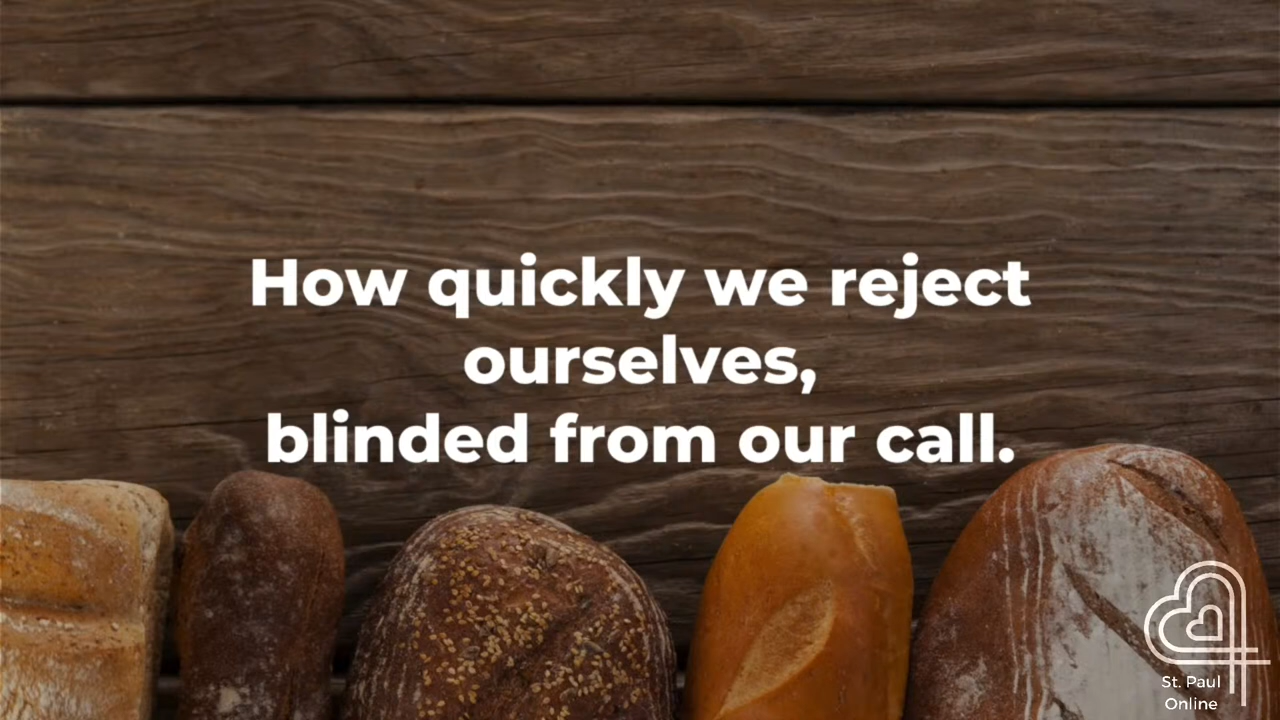 How quickly we reject
ourselves,
blinded from our call.
St. Paul
Online